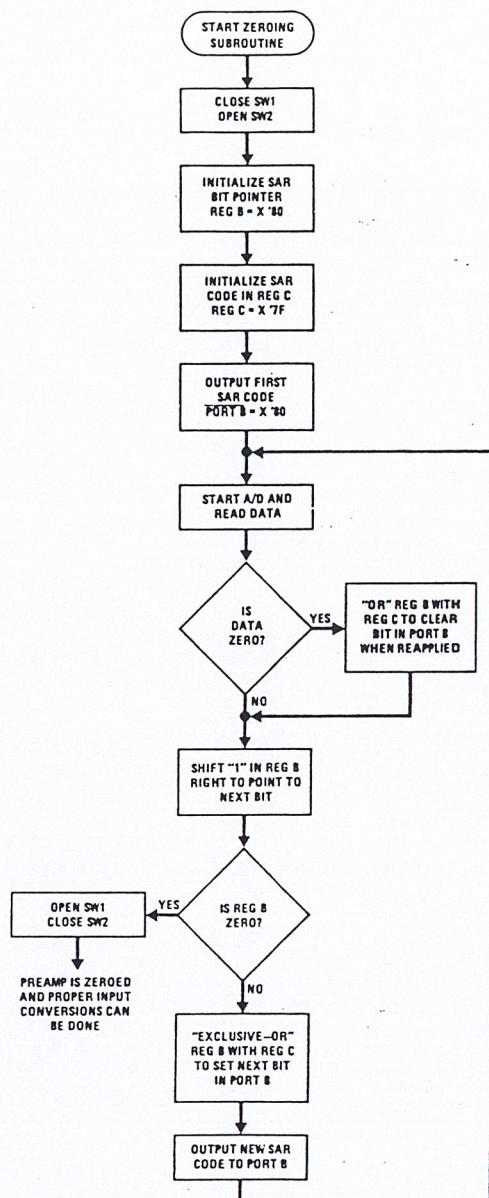 START ZEROING
SUBROUTINE
CLOSE SW1
OPEN SW2
INITIALIZE SAR
BIT POINTER
REG B = X '80
INITIALIZE SAR
CODE IN REG C
REG C = X '7F
OUTPUT FIRST
SAR CODE
PORT B = X '80
START A/D AND
READ DATA
IS
DATA
ZERO?
YES
"OR" REG B WITH
REG C TO CLEAR
BIT IN PORT B
WHEN REAPPLIED
NO
SHIFT "1" IN REG B
RIGHT TO POINT TO
NEXT BIT
IS REG B
ZERO?
YES
OPEN SW1
CLOSE SW2
PREAMP IS ZEROED
AND PROPER INPUT
CONVERSIONS CAN
BE DONE
NO
"EXCLUSIVE-OR"
REG B WITH REG C
TO SET NEXT BIT
IN PORT B
OUTPUT NEW SAR
CODE TO PORT B